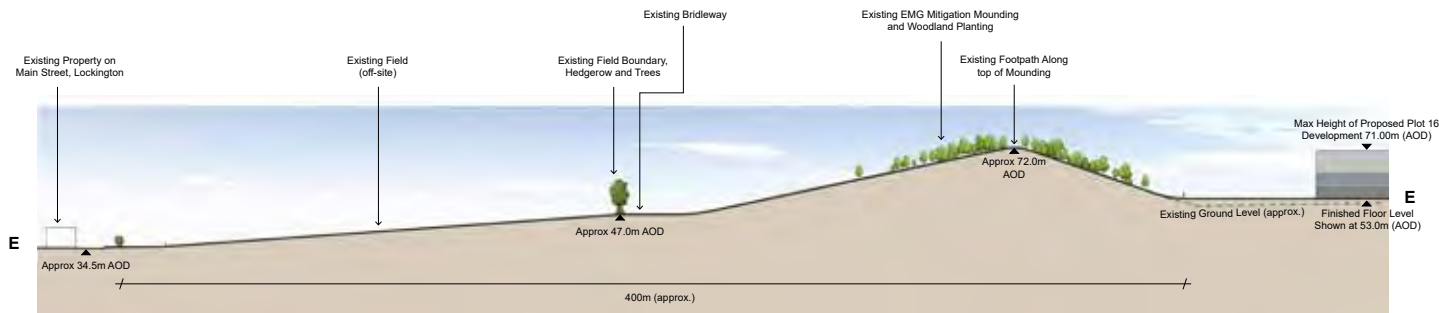 Existing Bridleway
Existing EMG Mitigation Mounding
and Woodland Planting
Existing Property on
Main Street, Lockington
Existing Field
(off-site)
Existing Field Boundary,
Hedgerow and Trees
Existing Footpath Along
top of Mounding
Max Height of Proposed Plot 16
Development 71.00m (AOD)
Approx 72.0m
AOD
E
E
Existing Ground Level (approx.)
Finished Floor Level
Shown at 53.0m (AOD)
Approx 47.0m AOD
Approx 34.5m AOD
400m (approx.)